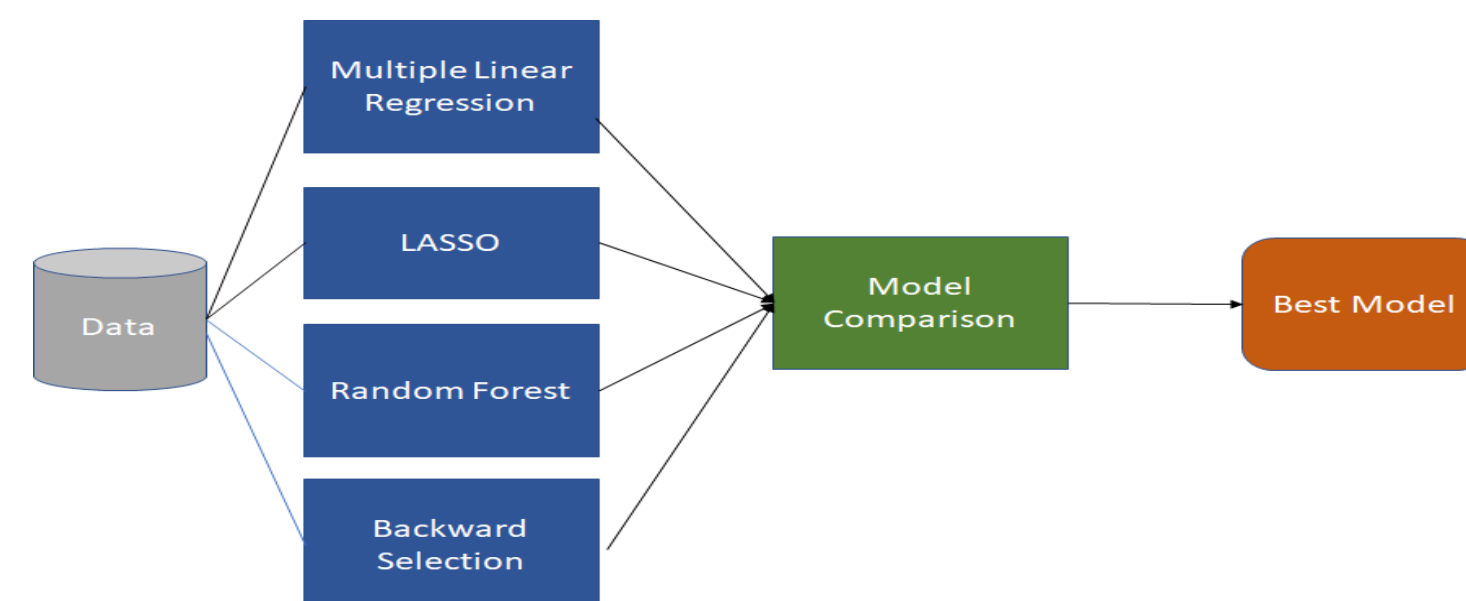 Multiple Linear
Regression
LASSO
Data
Random Forest
Backward
Selection
Model
Comparison
Best Model